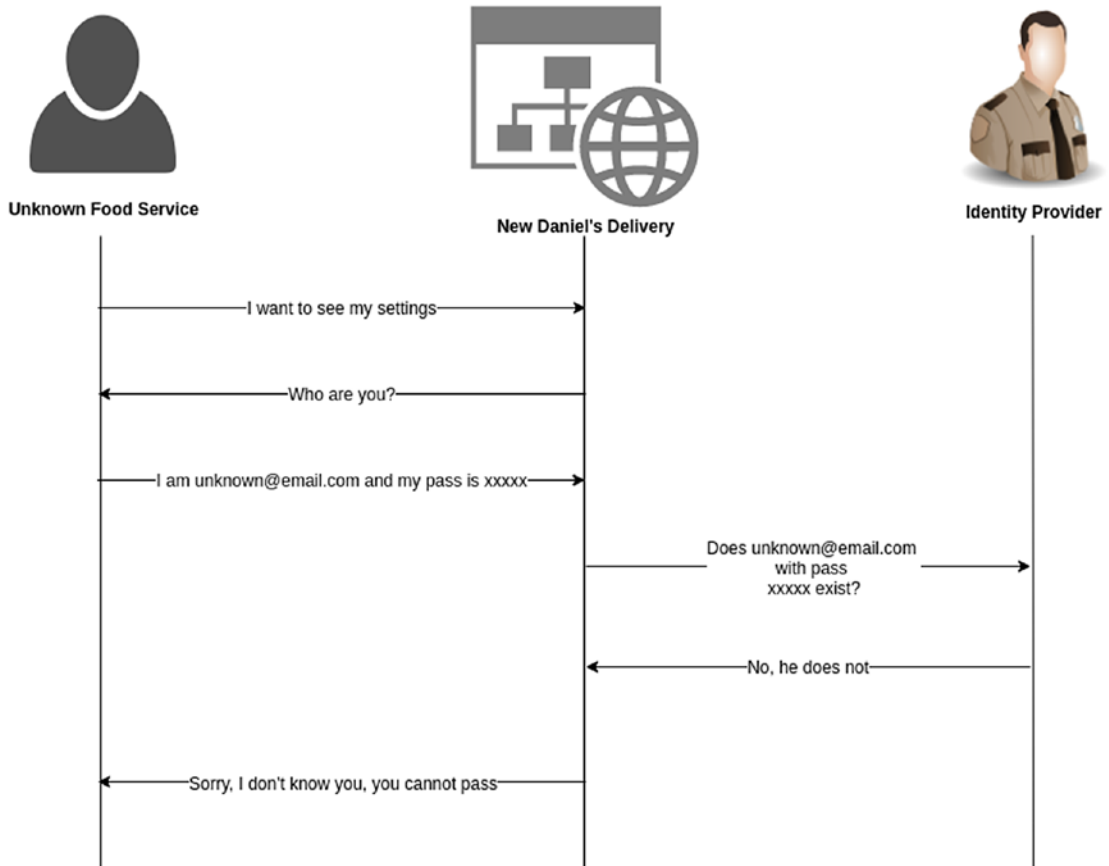 Unknown Food Service
New Daniel's Delivery
Identity Provider
I want to see my settings
Who are you?
I am unknown@email.com and my pass is xxxxx
Does unknown@email.com
with pass
xxxxx exist?
No, he does not
Sorry, I don't know you, you cannot pass